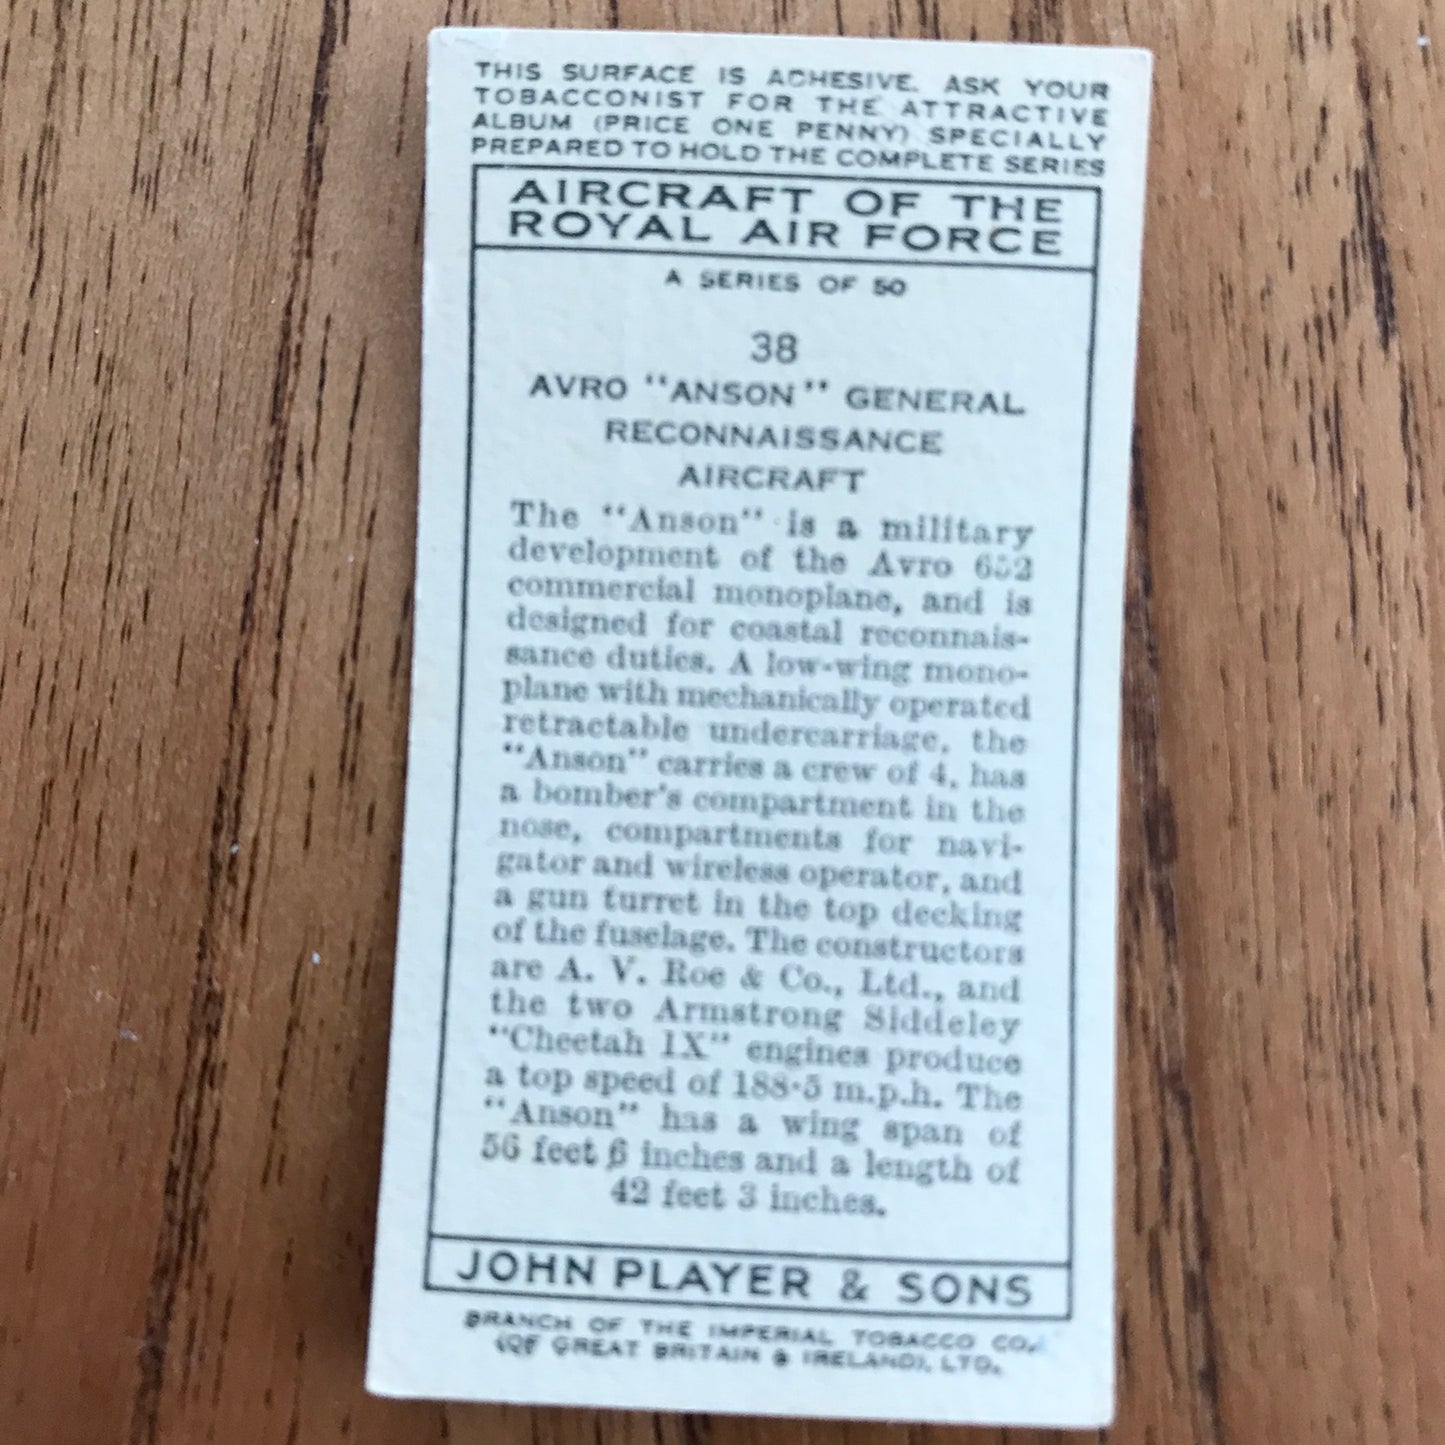 THIS SURFACE IS ADHESIVE. ASK YOUR
TOBACCONIST FOR THE ATTRACTIVE
ALBUM (PRICE ONE PENNY) SPECIALLY
PREPARED TO HOLD THE COMPLETE SERIES
AIRCRAFT OF THE
ROYAL AIR FORCE
A SERIES OF 50
38
AVRO "ANSON" GENERAL
RECONNAISSANCE
AIRCRAFT
The "Anson" is a military
development of the Avro 652
commercial monoplane, and is
designed for coastal reconnais-
sance duties. A low-wing mono-
plane with mechanically operated
retractable undercarriage, the
"Anson" carries a crew of 4, has
a bomber's compartment in the
nose, compartments for navi-
gator and wireless operator, and
a gun turret in the top decking
of the fuselage. The constructors
are A. V. Roe & Co., Ltd., and
the two Armstrong Siddeley
"Cheetah IX" engines produce
a top speed of 188·5 m.p.h. The
"Anson" has a wing span of
56 feet 6 inches and a length of
42 feet 3 inches.
JOHN PLAYER & SONS
BRANCH OF THE IMPERIAL TOBACCO CO.
(OF GREAT BRITAIN & IRELAND), LTD.